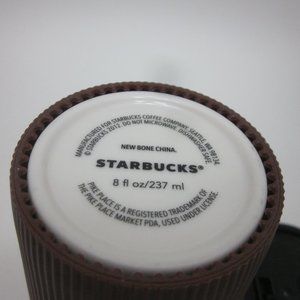 MANUFACTURED FOR STARBUCKS COFFEE COMPANY, SEATTLE, WA 98134
© STARBUCKS 2012. DO NOT MICROWAVE. DISHWASHER SAFE.
NEW BONE CHINA.
STARBUCKS®
8 fl oz/237 ml
PIKE PLACE IS A REGISTERED TRADEMARK OF
THE PIKE PLACE MARKET PDA, USED UNDER LICENSE.